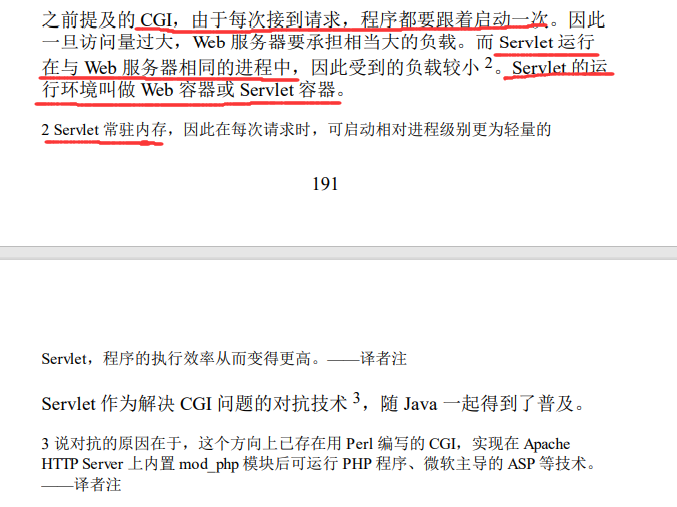 之前提及的 CGI，由于每次接到请求，程序都要跟着启动一次。因此
一旦访问量过大，Web 服务器要承担相当大的负载。而 Servlet 运行
在与 Web 服务器相同的进程中，因此受到的负载较小 2。Servlet 的运
行环境叫做 Web 容器或 Servlet 容器。
2 Servlet 常驻内存，因此在每次请求时，可启动相对进程级别更为轻量的
191
Servlet，程序的执行效率从而变得更高。——译者注
Servlet 作为解决 CGI 问题的对抗技术 3，随 Java 一起得到了普及。
3 说对抗的原因在于，这个方向上已存在用 Perl 编写的 CGI，实现在 Apache
HTTP Server 上内置 mod_php 模块后可运行 PHP 程序、微软主导的 ASP 等技术。
——译者注